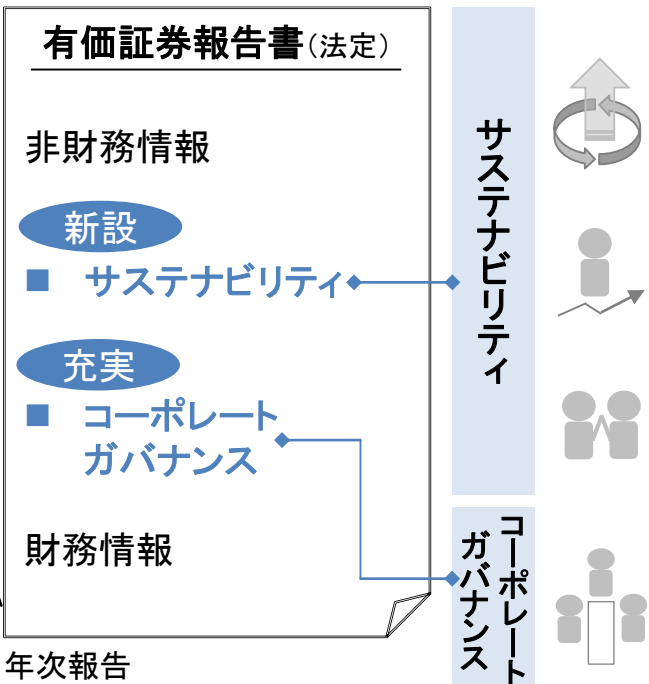 有価証券報告書(法定)
非財務情報
新設
■ サステナビリティ
充実
■ コーポレート
ガバナンス
財務情報
年次報告
サステナビリティ
コーポレート
ガバナンス